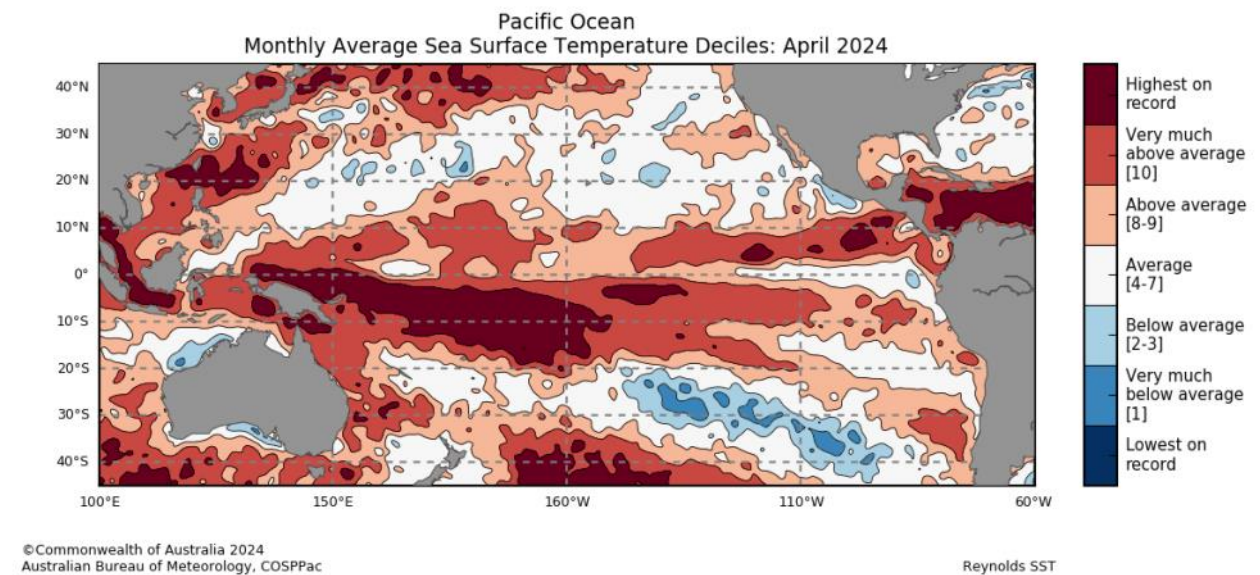 Pacific Ocean
Monthly Average Sea Surface Temperature Deciles: April 2024
40°N
30°N
20°N
10°N
0°
10°S
20°S
30°S
40°S
100°E
150°E
160°W
110°W
60°W
Highest on
record
Very much
above average
[10]
Above average
[8-9]
Average
[4-7]
Below average
[2-3]
Very much
below average
[1]
Lowest on
record
©Commonwealth of Australia 2024
Australian Bureau of Meteorology, COSPPac
Reynolds SST